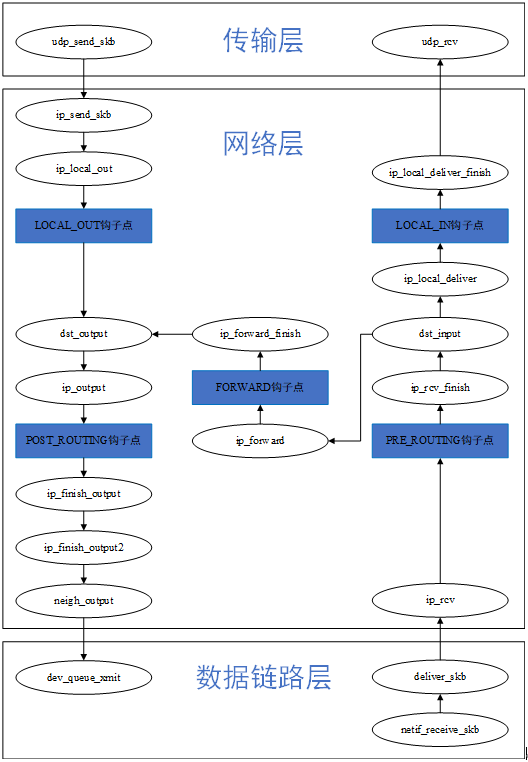 udp_send_skb
传输层
udp_rcv
ip_send_skb
网络层
ip_local_out
ip_local_deliver_finish
LOCAL_OUT钩子点
LOCAL_IN钩子点
ip_local_deliver
dst_output
ip_forward_finish
dst_input
ip_output
FORWARD钩子点
ip_rcv_finish
POST_ROUTING钩子点
ip_forward
PRE_ROUTING钩子点
ip_finish_output
ip_finish_output2
neigh_output
ip_rcv
dev_queue_xmit
数据链路层
deliver_skb
netif_receive_skb